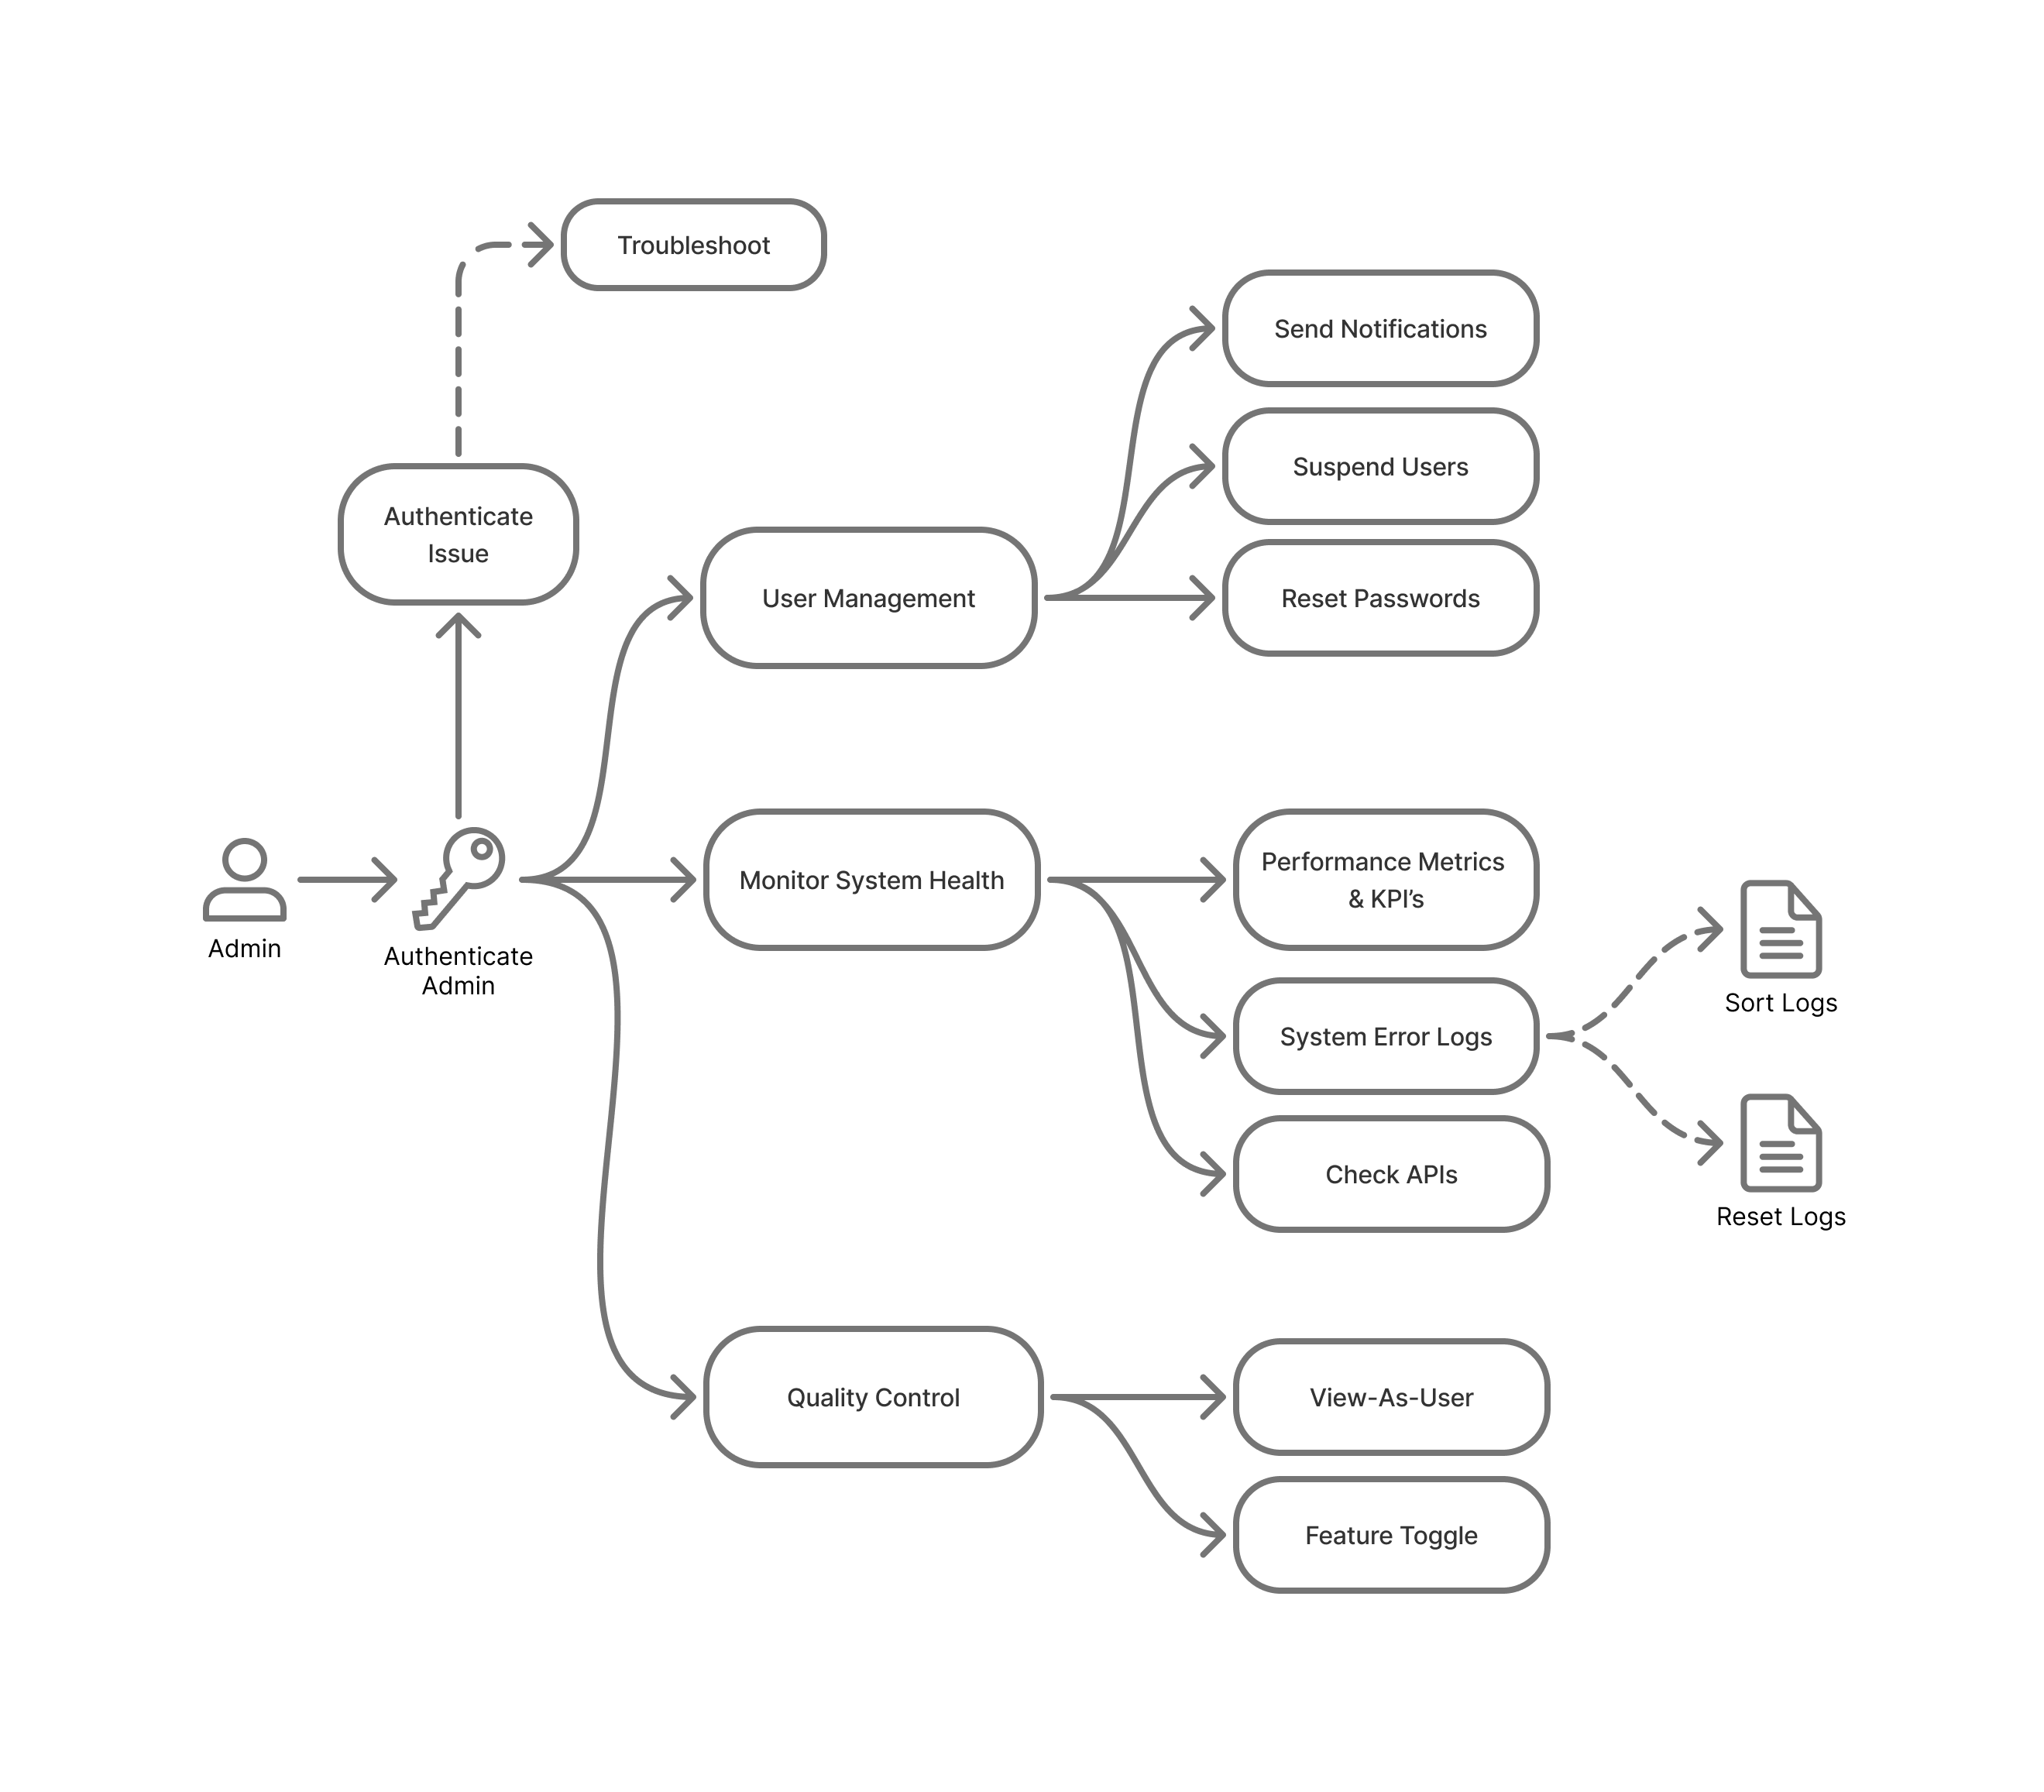 Troubleshoot
Send Notifications
Suspend Users
Authenticate
Issue
User Management
Reset Passwords
Admin
Authenticate
Admin
Monitor System Health
Performance Metrics
& KPI’s
System Error Logs
Sort Logs
Check APIs
Reset Logs
Quality Control
View-As-User
Feature Toggle